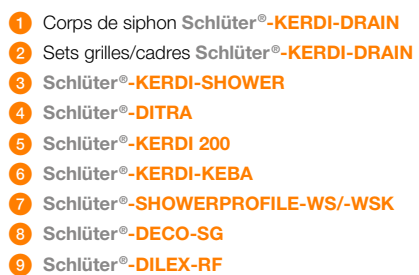 1 Corps de siphon Schlüter®-KERDI-DRAIN
2 Sets grilles/cadres Schlüter®-KERDI-DRAIN
3 Schlüter®-KERDI-SHOWER
4 Schlüter®-DITRA
5 Schlüter®-KERDI 200
6 Schlüter®-KERDI-KEBA
7 Schlüter®-SHOWERPROFILE-WS/-WSK
8 Schlüter®-DECO-SG
9 Schlüter®-DILEX-RF